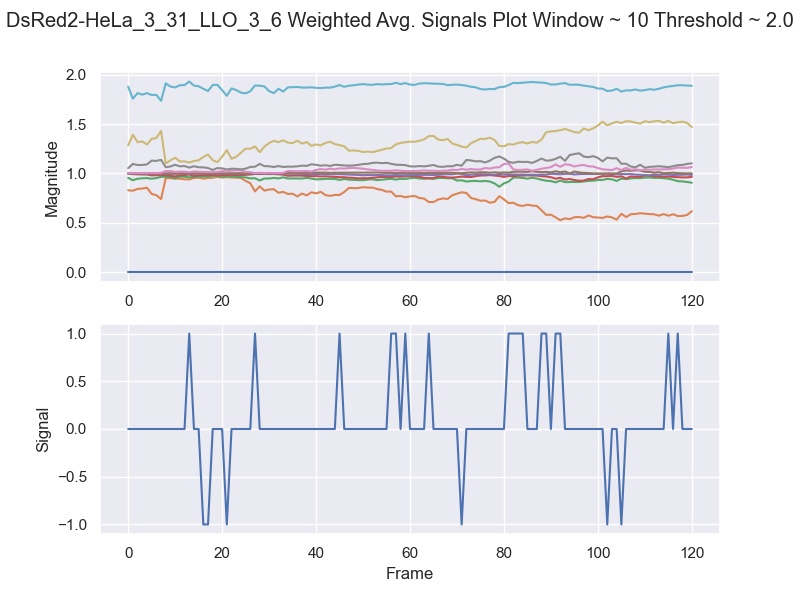 DsRed2-HeLa_3_31_LLO_3_6 Weighted Avg. Signals Plot Window ~ 10 Threshold ~ 2.0
2.0
1.5
1.0
0.5
0.0
Magnitude
0 20 40 60 80 100 120
1.0
0.5
0.0
−0.5
−1.0
Signal
0 20 40 60 80 100 120
Frame